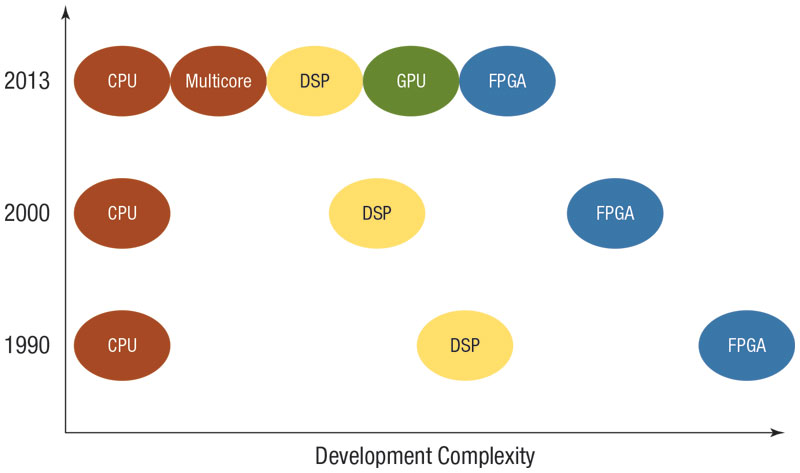 2013
CPU
Multicore
DSP
GPU
FPGA
2000
CPU
DSP
FPGA
1990
CPU
DSP
FPGA
Development Complexity